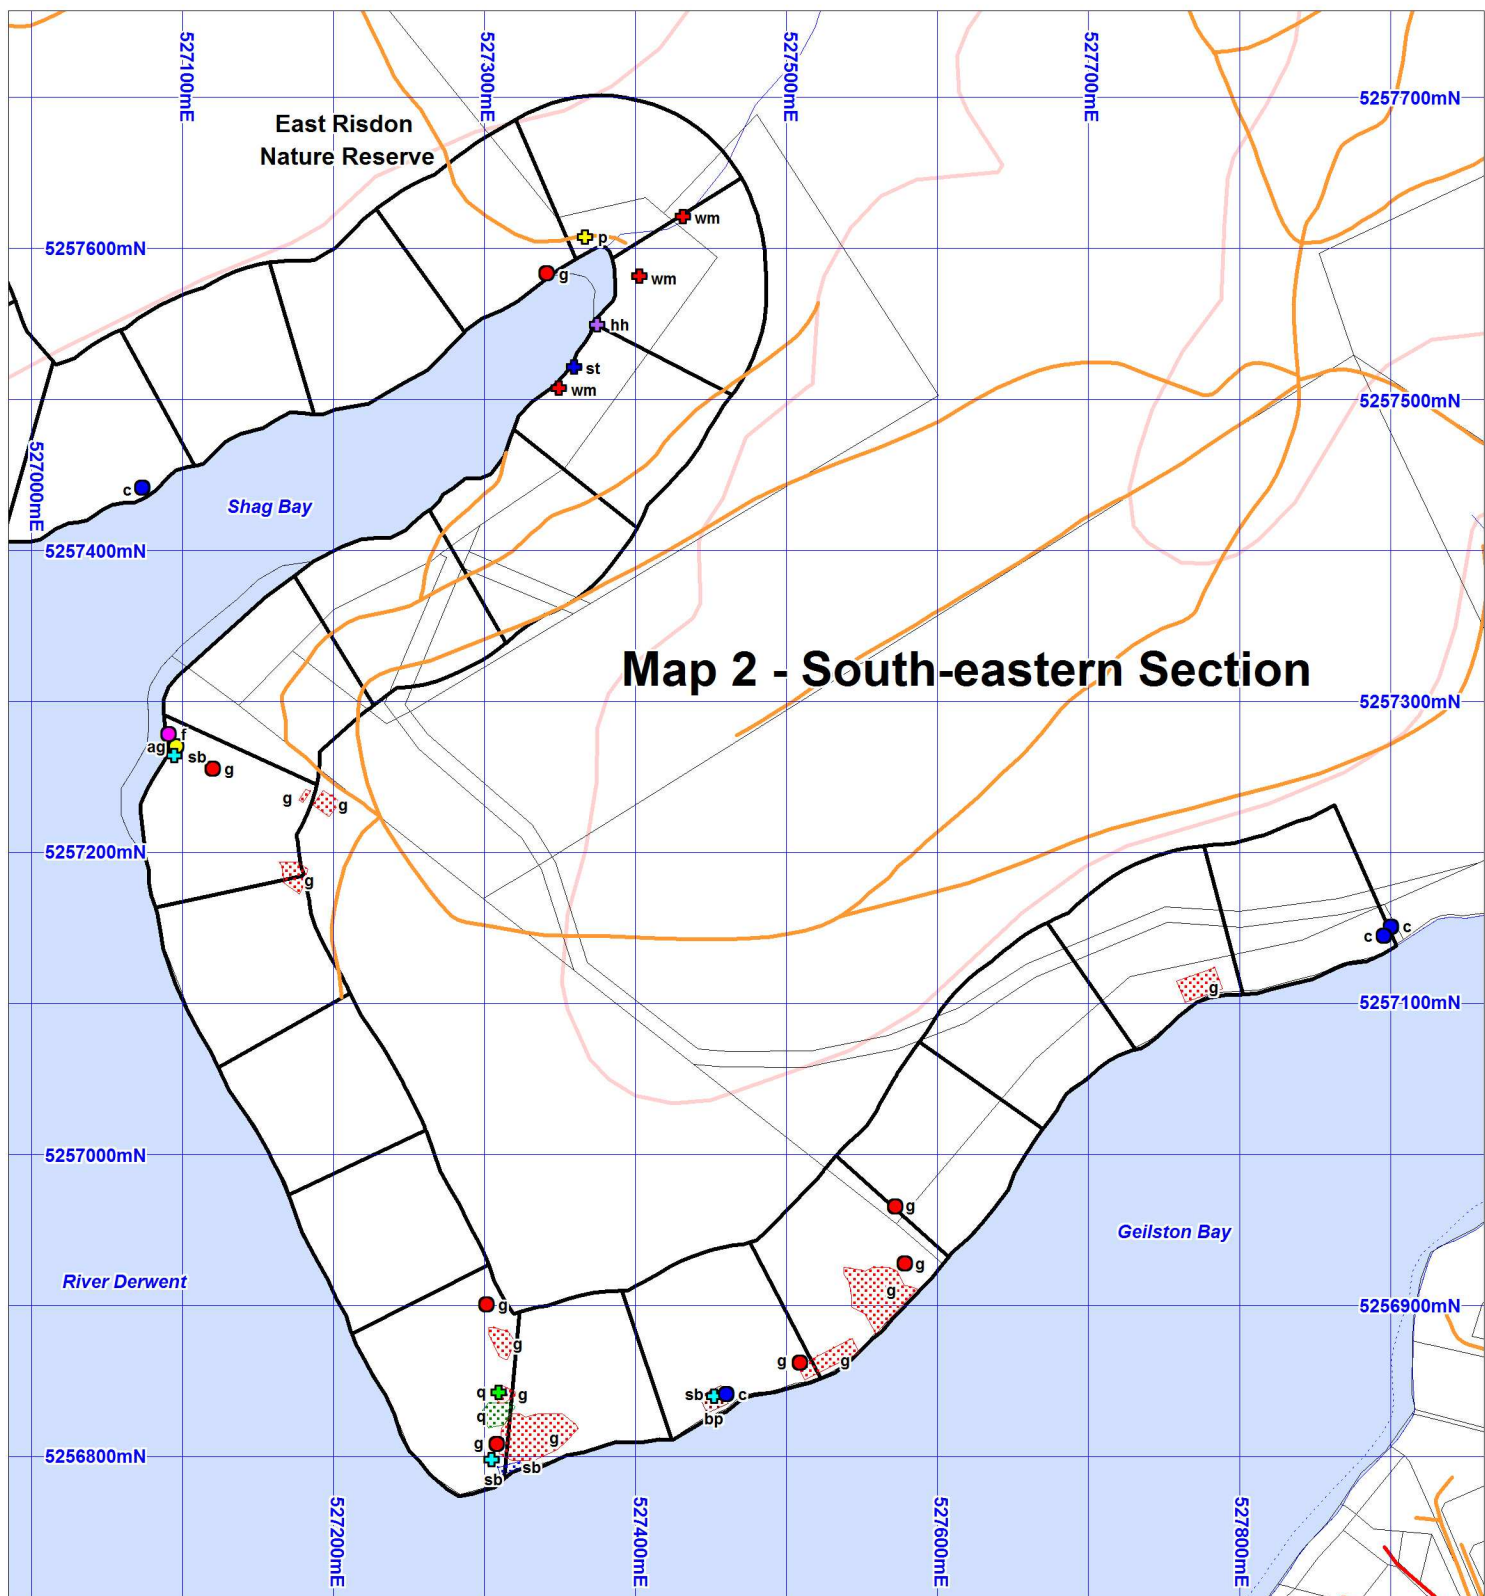 527100mE
527300mE
527500mE
527700mE
5257700mN
East Risdon
Nature Reserve
wm
p
5257600mN
g
wm
hh
st
wm
5257500mN
527000mE
c
Shag Bay
5257400mN
Map 2 - South-eastern Section
5257300mN
f
ag
sb
g
g
g
5257200mN
g
c
c
g
5257100mN
5257000mN
g
Geilston Bay
g
River Derwent
g
g
5256900mN
g
g
g
q
g
sb
c
q
bp
g
g
5256800mN
sb
sb
527200mE
527400mE
527600mE
527800mE